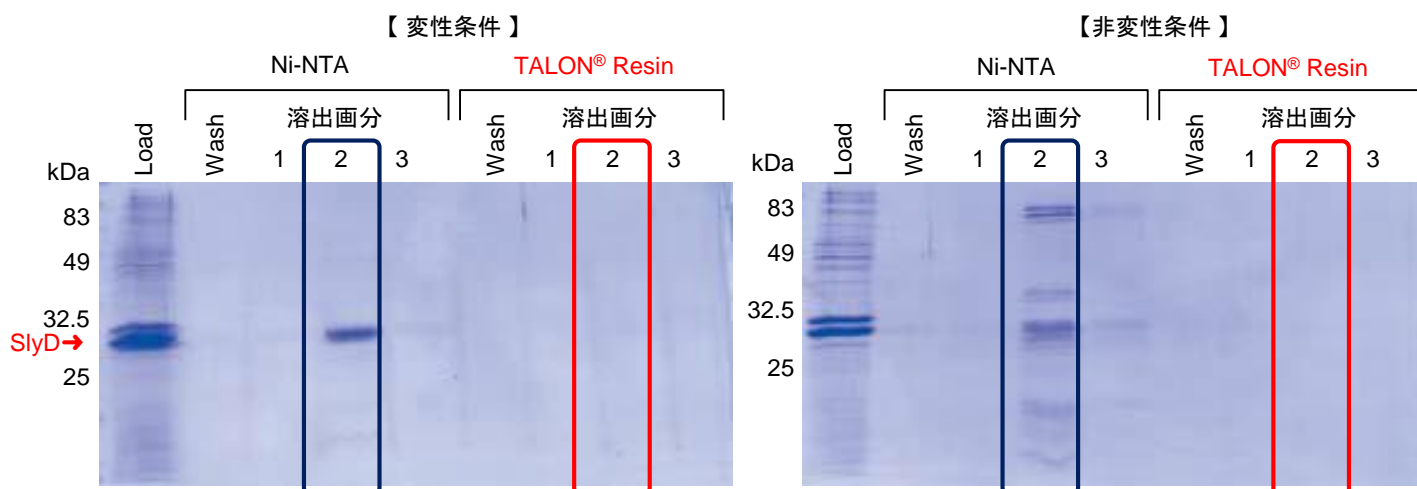 【 変性条件 】
Ni-NTA
TALON® Resin
溶出画分
溶出画分
Load
Wash
1
2
3
Wash
1
2
3
kDa
83
49
32.5
SlyD→
25
【非変性条件 】
Ni-NTA
TALON® Resin
溶出画分
溶出画分
Load
Wash
1
2
3
Wash
1
2
3
kDa
83
49
32.5
25